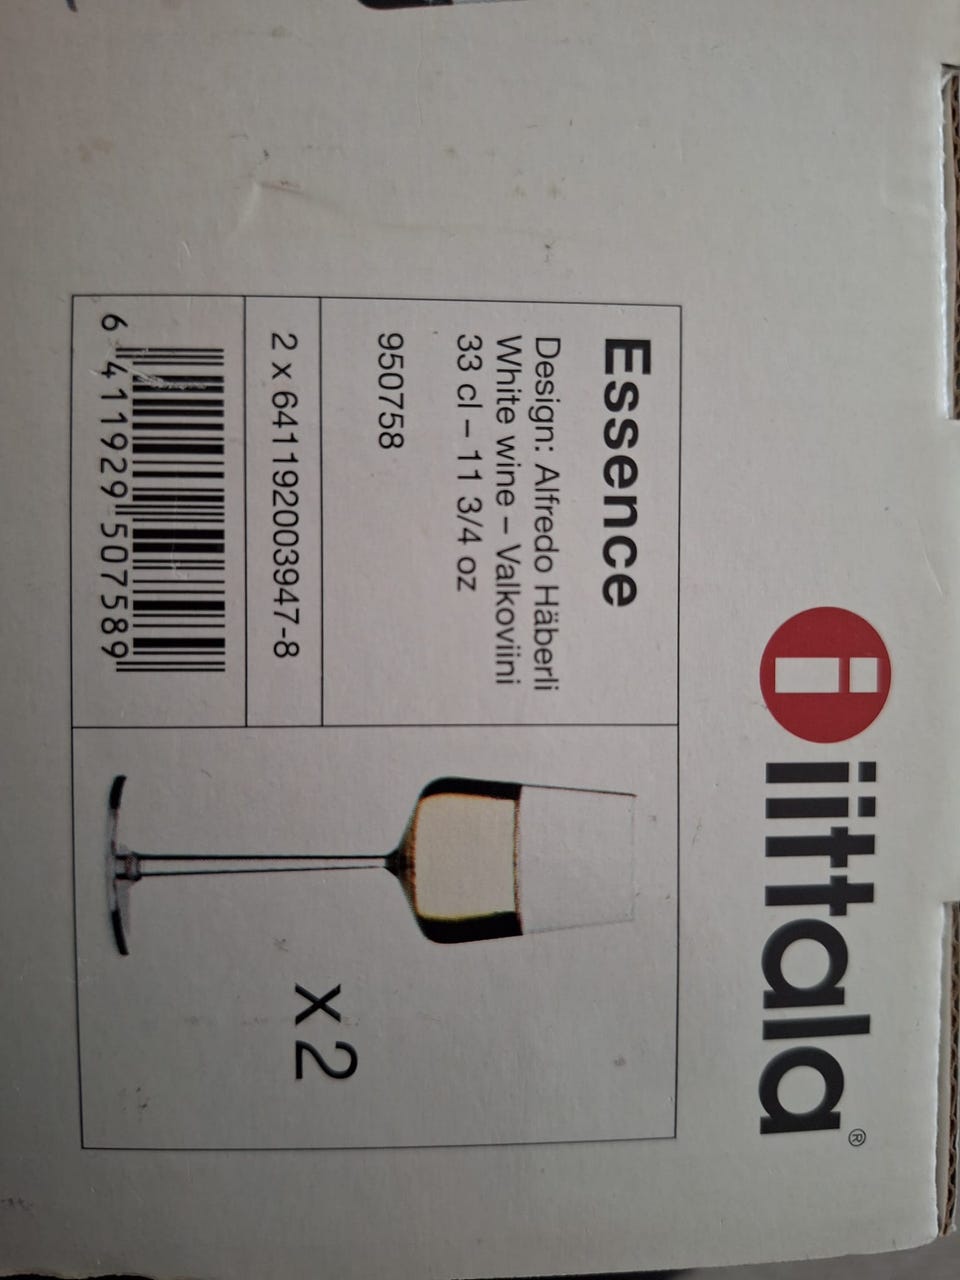 iittala®
Essence
Design: Alfredo Häberli
White wine – Valkoviini
33 cl – 11 3/4 oz
950758
2 x 6411920003947-8
6 411929 507589
x 2